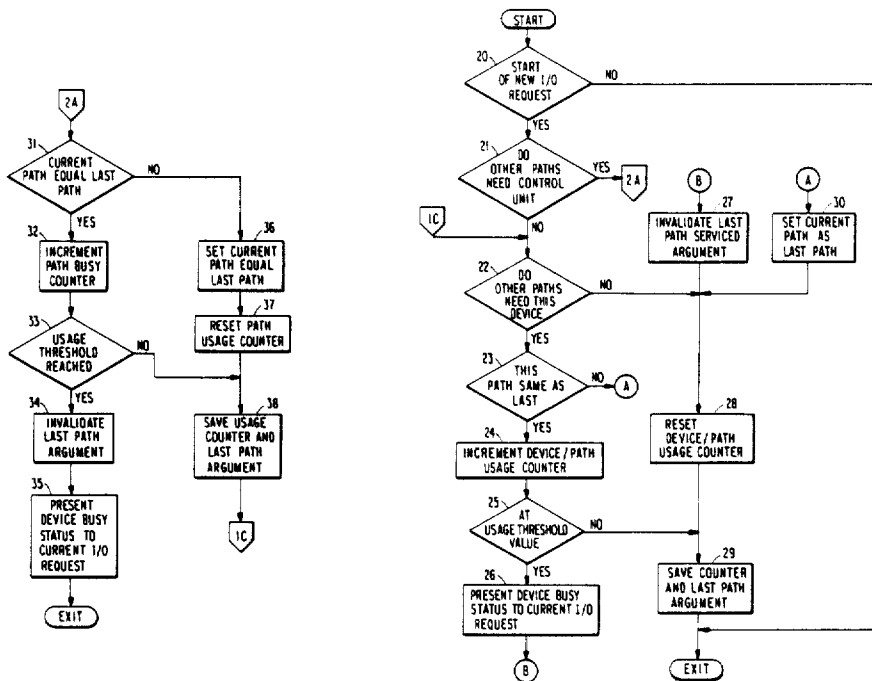 2A
31
CURRENT
PATH EQUAL LAST
PATH
NO
YES
32
INCREMENT
PATH BUSY
COUNTER
36
SET CURRENT
PATH EQUAL
LAST PATH
37
RESET PATH
USAGE COUNTER
33
USAGE
THRESHOLD
REACHED
NO
YES
34
INVALIDATE
LAST PATH
ARGUMENT
38
SAVE USAGE
COUNTER AND
LAST PATH
ARGUMENT
35
PRESENT
DEVICE BUSY
STATUS TO
CURRENT I/O
REQUEST
1C
EXIT
START
20
START
OF NEW I/O
REQUEST
NO
YES
21
DO
OTHER PATHS
NEED CONTROL
UNIT
YES
2A
1C
NO
B
27
INVALIDATE LAST
PATH SERVICED
ARGUMENT
A
30
SET CURRENT
PATH AS
LAST PATH
22
DO
OTHER PATHS
NEED THIS
DEVICE
NO
YES
23
THIS
PATH SAME AS
LAST
NO
A
YES
24
INCREMENT DEVICE/PATH
USAGE COUNTER
28
RESET
DEVICE/PATH
USAGE COUNTER
25
AT
USAGE THRESHOLD
VALUE
NO
YES
26
PRESENT DEVICE BUSY
STATUS TO CURRENT I/O
REQUEST
B
29
SAVE COUNTER
AND LAST PATH
ARGUMENT
EXIT